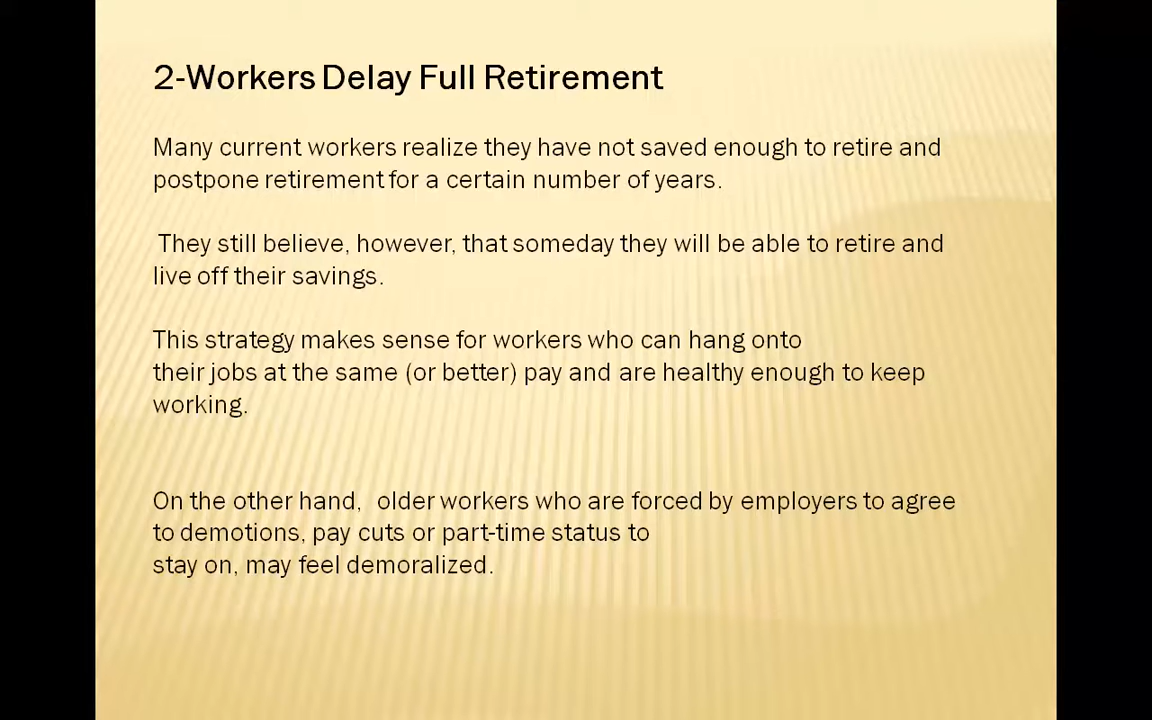 2-Workers Delay Full Retirement
Many current workers realize they have not saved enough to retire and
postpone retirement for a certain number of years.
They still believe, however, that someday they will be able to retire and
live off their savings.
This strategy makes sense for workers who can hang onto
their jobs at the same (or better) pay and are healthy enough to keep
working.
On the other hand, older workers who are forced by employers to agree
to demotions, pay cuts or part-time status to
stay on, may feel demoralized.